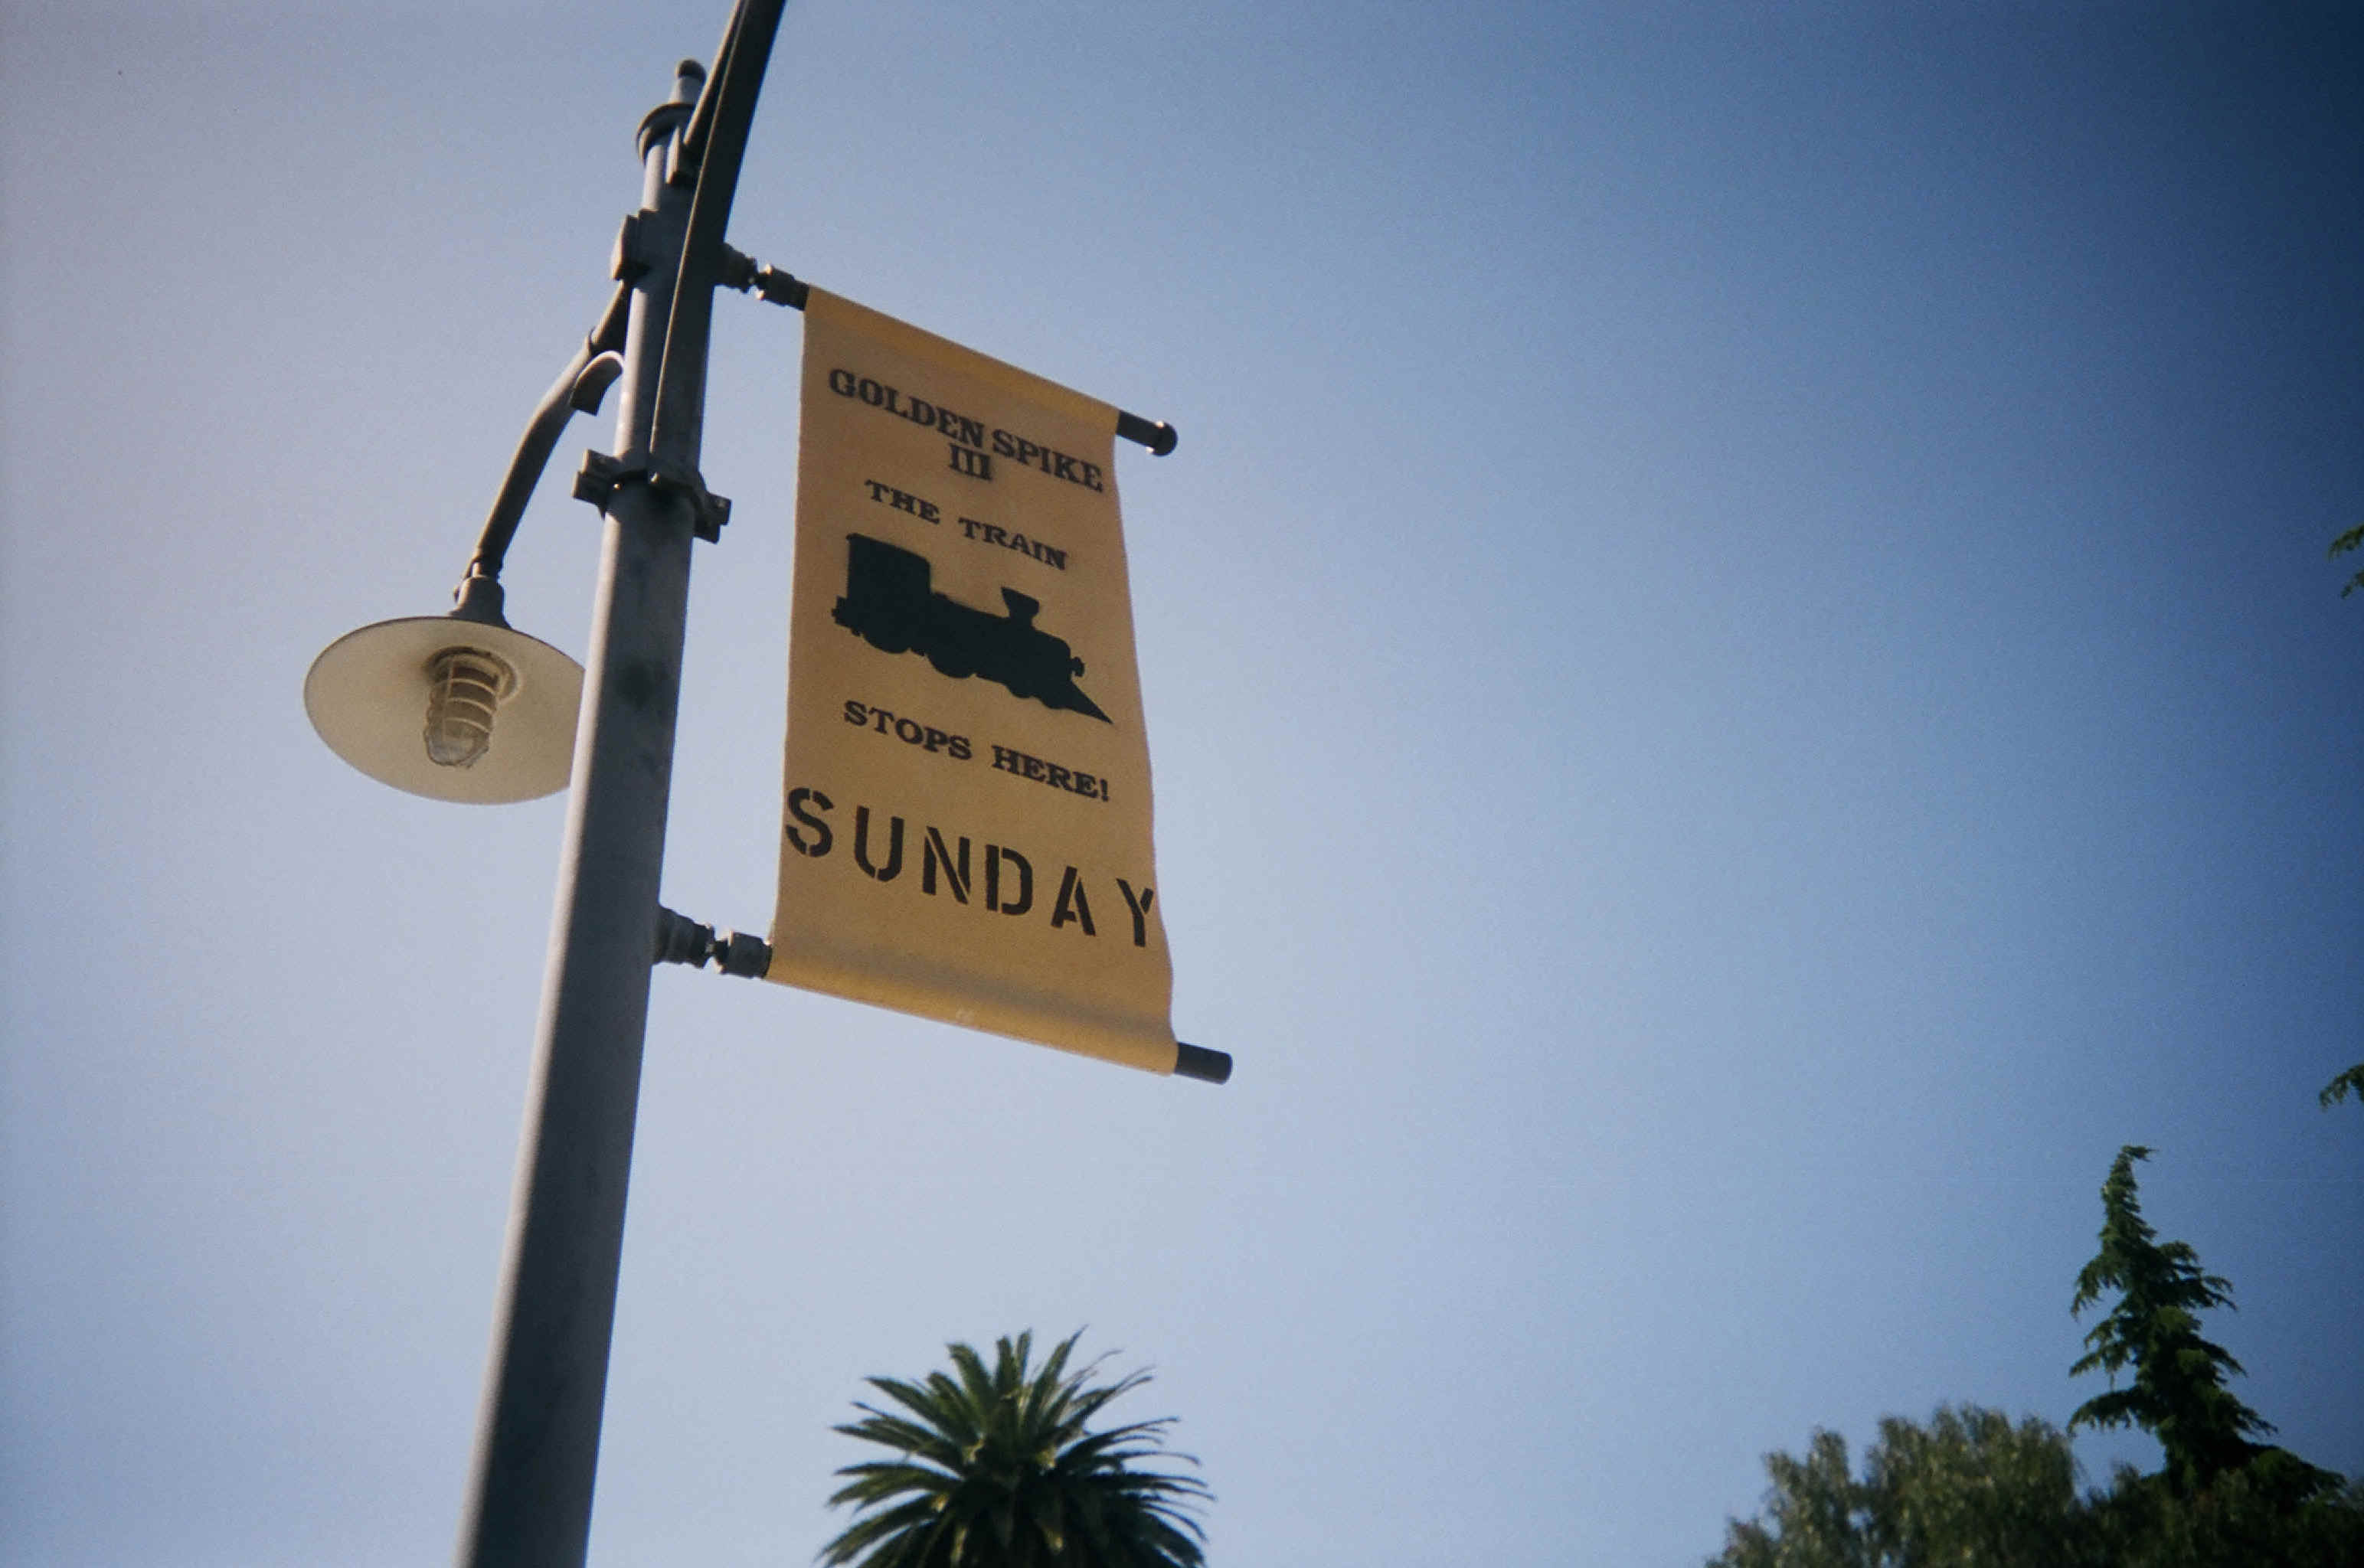 GOLDEN SPIKE
III
THE TRAIN
STOPS HERE!
SUNDAY